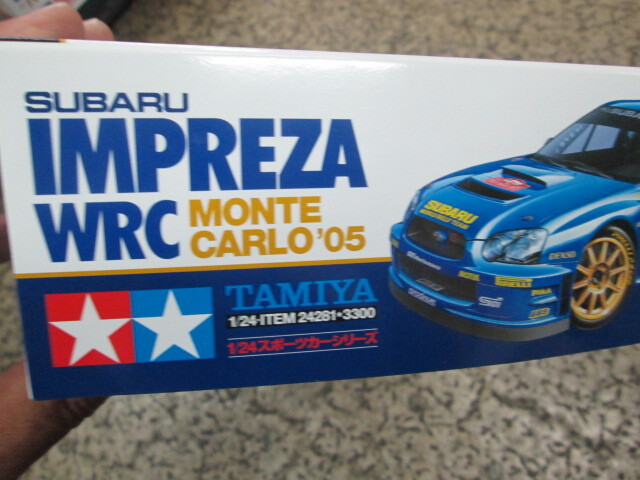 SUBARU
IMPREZA
WRC MONTE
CARLO '05
TAMIYA
1/24•ITEM 24281•3300
1/24スポーツカーシリーズ
SUBARU
DENSO